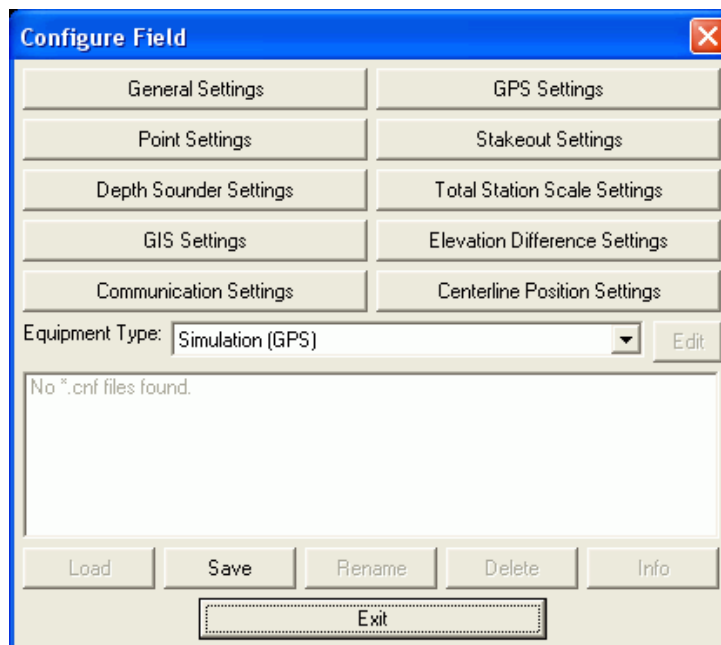 Configure Field
General Settings
GPS Settings
Point Settings
Stakeout Settings
Depth Sounder Settings
Total Station Scale Settings
GIS Settings
Elevation Difference Settings
Communication Settings
Centerline Position Settings
Equipment Type: Simulation (GPS) Edit
No *.cnf files found.
Load Save Rename Delete Info
Exit